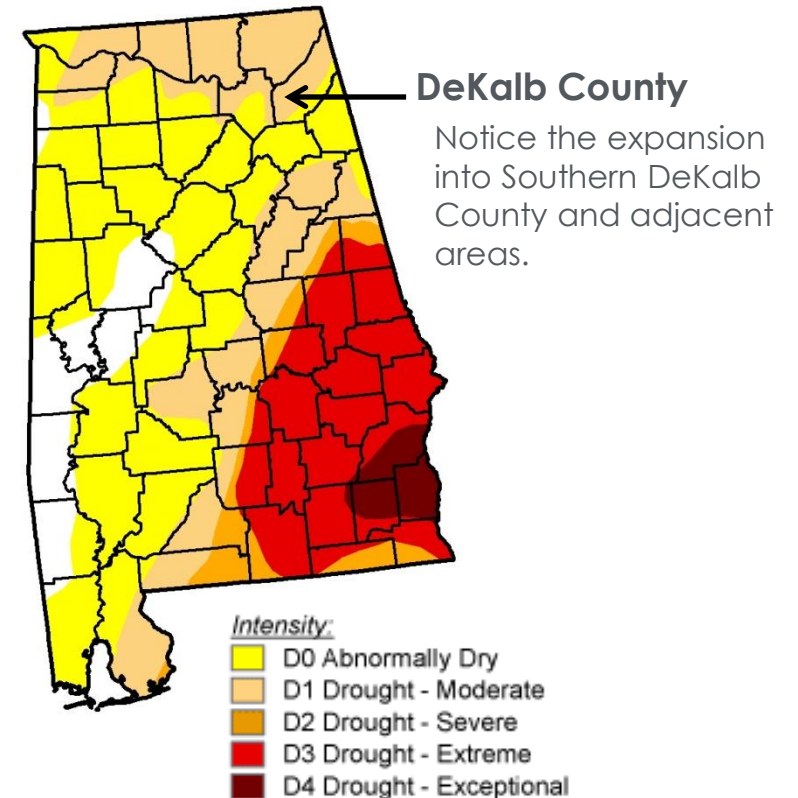 DeKalb County
Notice the expansion
into Southern DeKalb
County and adjacent
areas.
Intensity:
D0 Abnormally Dry
D1 Drought - Moderate
D2 Drought - Severe
D3 Drought - Extreme
D4 Drought - Exceptional